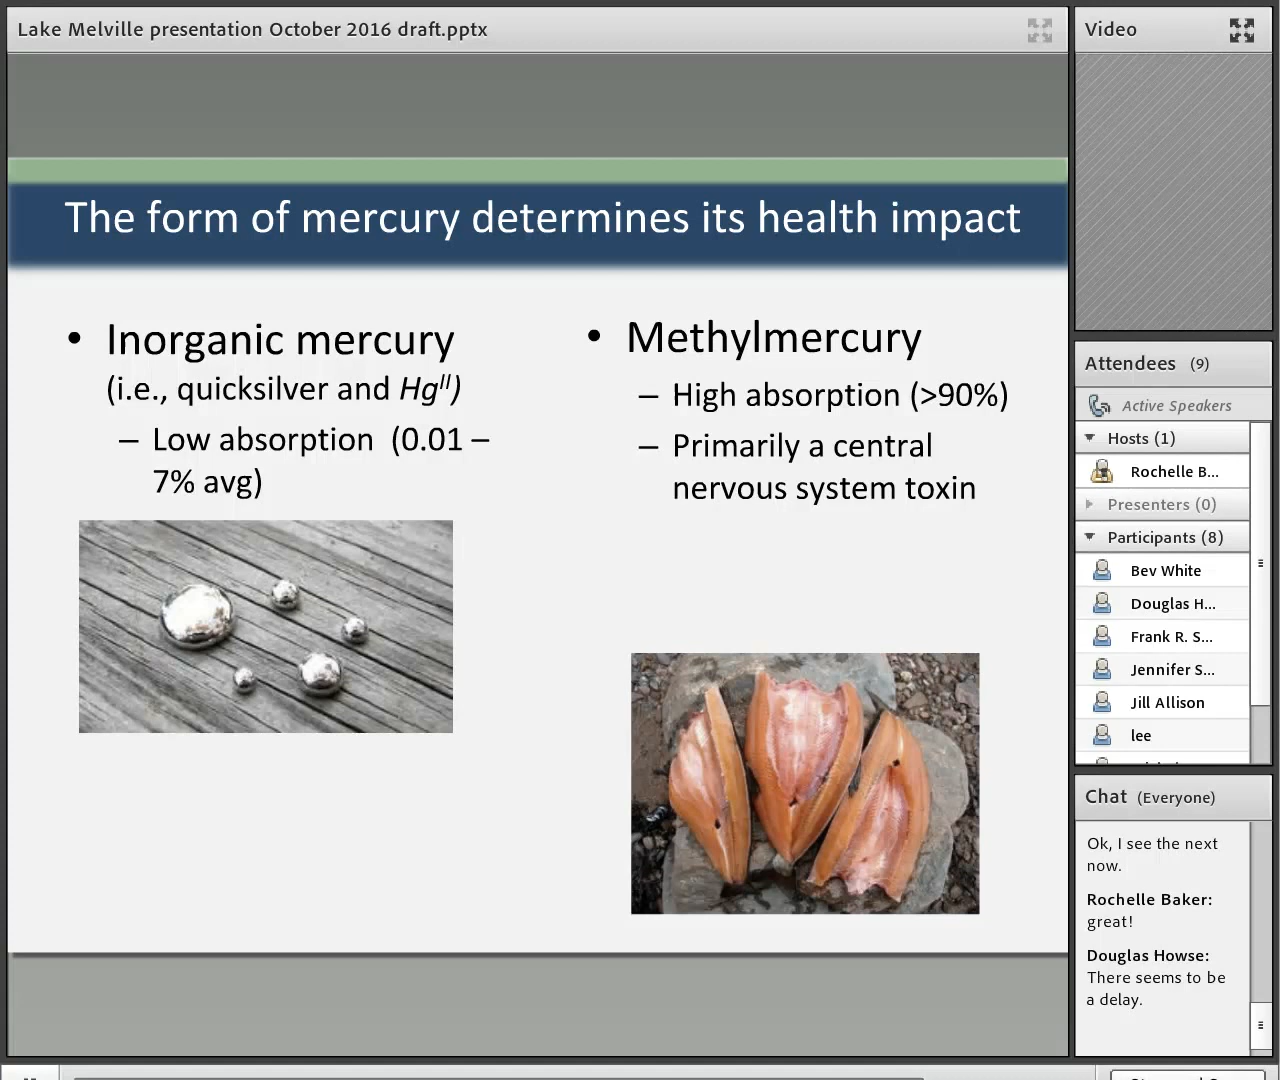 Lake Melville presentation October 2016 draft.pptx
The form of mercury determines its health impact
• Inorganic mercury
(i.e., quicksilver and Hgᴵᴵ)
– Low absorption (0.01 –
7% avg)
• Methylmercury
– High absorption (>90%)
– Primarily a central
nervous system toxin
Video
Attendees (9)
Active Speakers
Hosts (1)
Rochelle B...
Presenters (0)
Participants (8)
Bev White
Douglas H...
Frank R. S...
Jennifer S...
Jill Allison
lee
Chat (Everyone)
Ok, I see the next
now.
Rochelle Baker:
great!
Douglas Howse:
There seems to be
a delay.